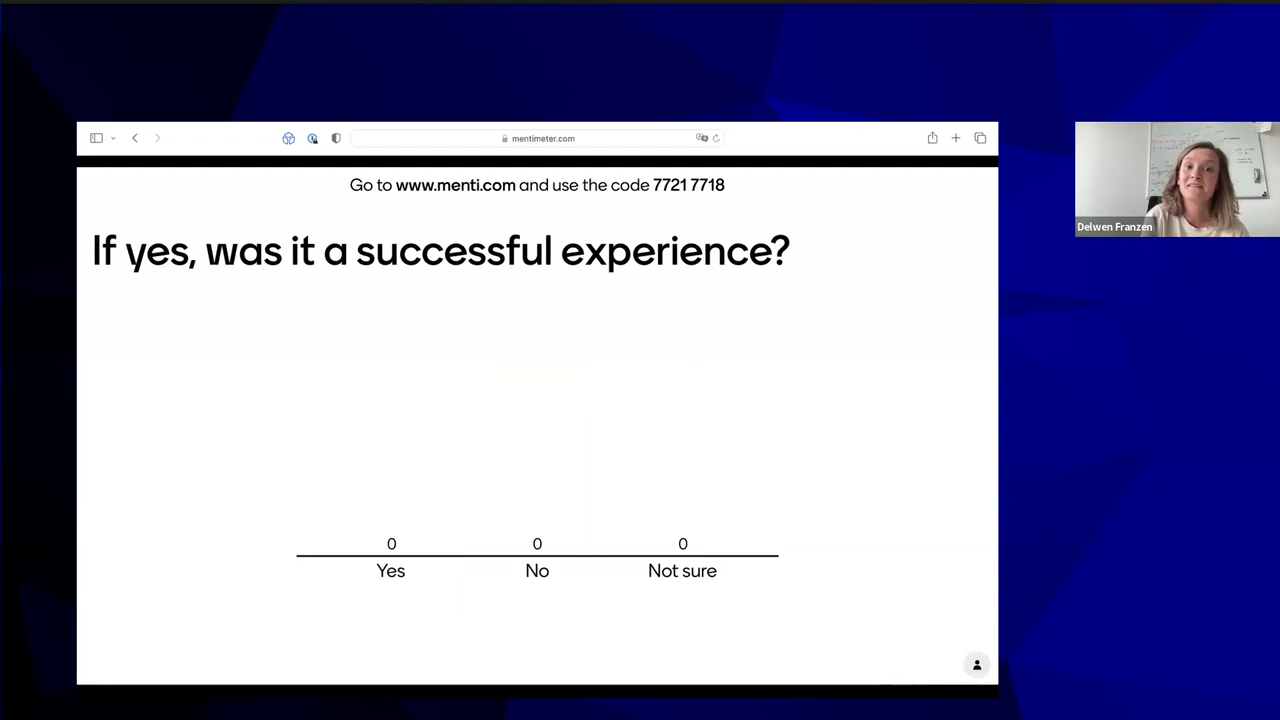 mentimeter.com
Go to www.menti.com and use the code 7721 7718
If yes, was it a successful experience?
Delwen Franzen
0 0 0
Yes No Not sure